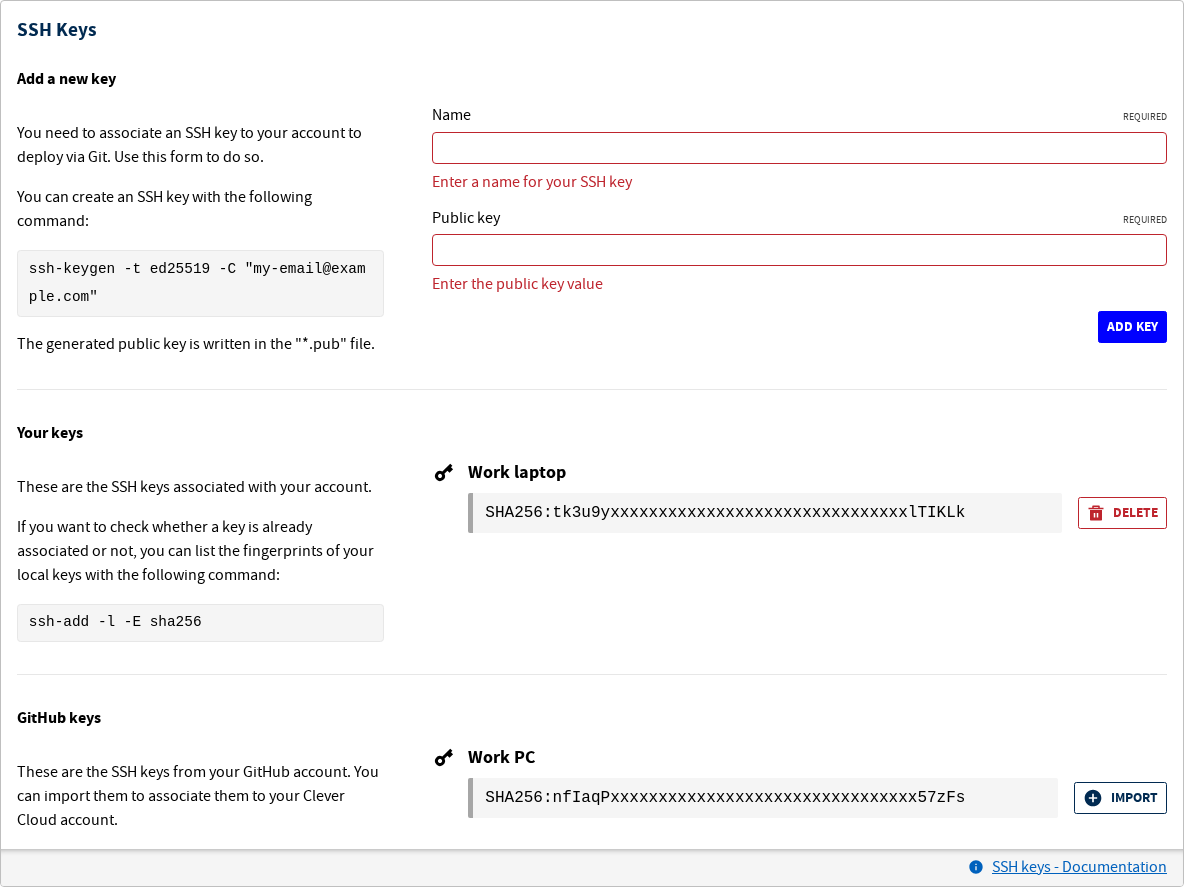 SSH Keys
Add a new key
You need to associate an SSH key to your account to
deploy via Git. Use this form to do so.
You can create an SSH key with the following
command:
ssh-keygen -t ed25519 -C "my-email@exam
ple.com"
The generated public key is written in the "*.pub" file.
Name
REQUIRED
Enter a name for your SSH key
Public key
REQUIRED
Enter the public key value
ADD KEY
Your keys
These are the SSH keys associated with your account.
If you want to check whether a key is already
associated or not, you can list the fingerprints of your
local keys with the following command:
ssh-add -l -E sha256
Work laptop
SHA256:tk3u9yxxxxxxxxxxxxxxxxxxxxxxxxxxxxxxxlTIKLk
DELETE
GitHub keys
These are the SSH keys from your GitHub account. You
can import them to associate them to your Clever
Cloud account.
Work PC
SHA256:nfIaqPxxxxxxxxxxxxxxxxxxxxxxxxxxxxxxxx57zFs
IMPORT
SSH keys - Documentation